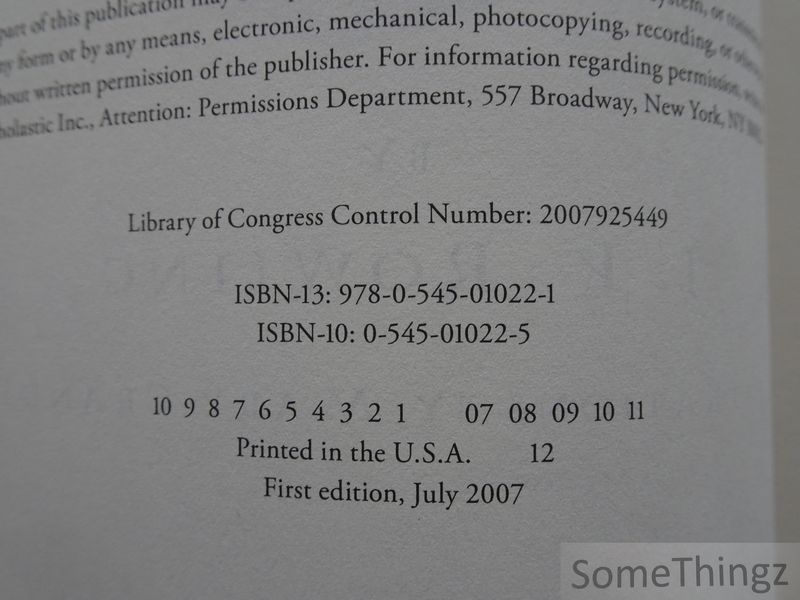 part of this publication may
form or by any means, electronic, mechanical, photocopying, recording, or
written permission of the publisher. For information regarding permission,
Inc., Attention: Permissions Department, 557 Broadway, New York, NY
Library of Congress Control Number: 2007925449
ISBN-13: 978-0-545-01022-1
ISBN-10: 0-545-01022-5
10 9 8 7 6 5 4 3 2 1 07 08 09 10 11
Printed in the U.S.A. 12
First edition, July 2007
SomeThingz